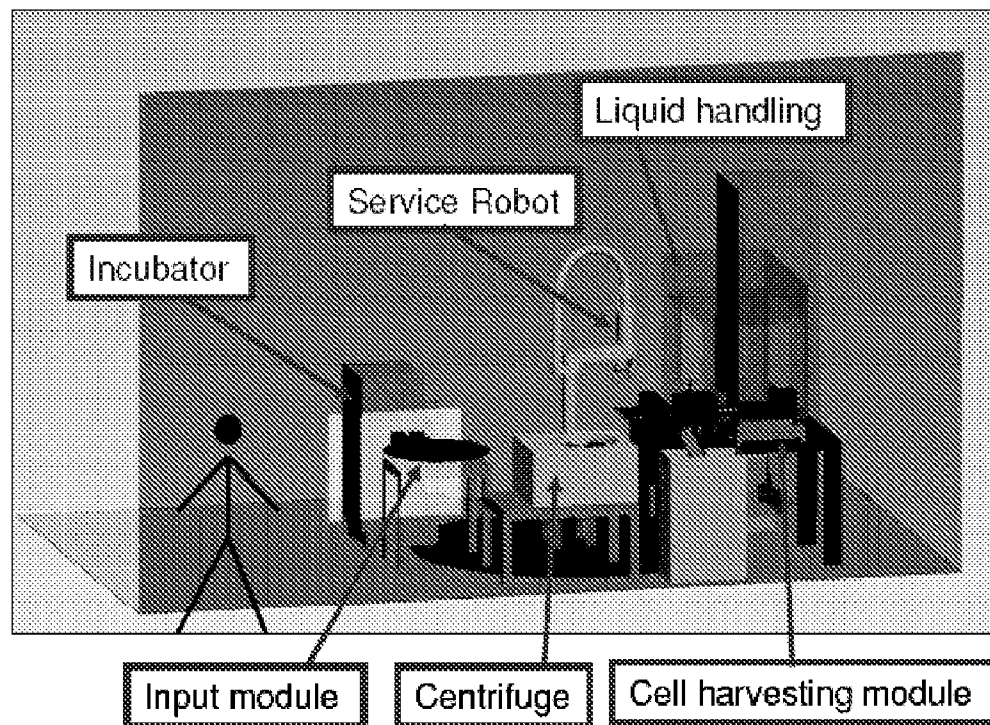 Liquid handling
Service Robot
Incubator
Input module
Centrifuge
Cell harvesting module